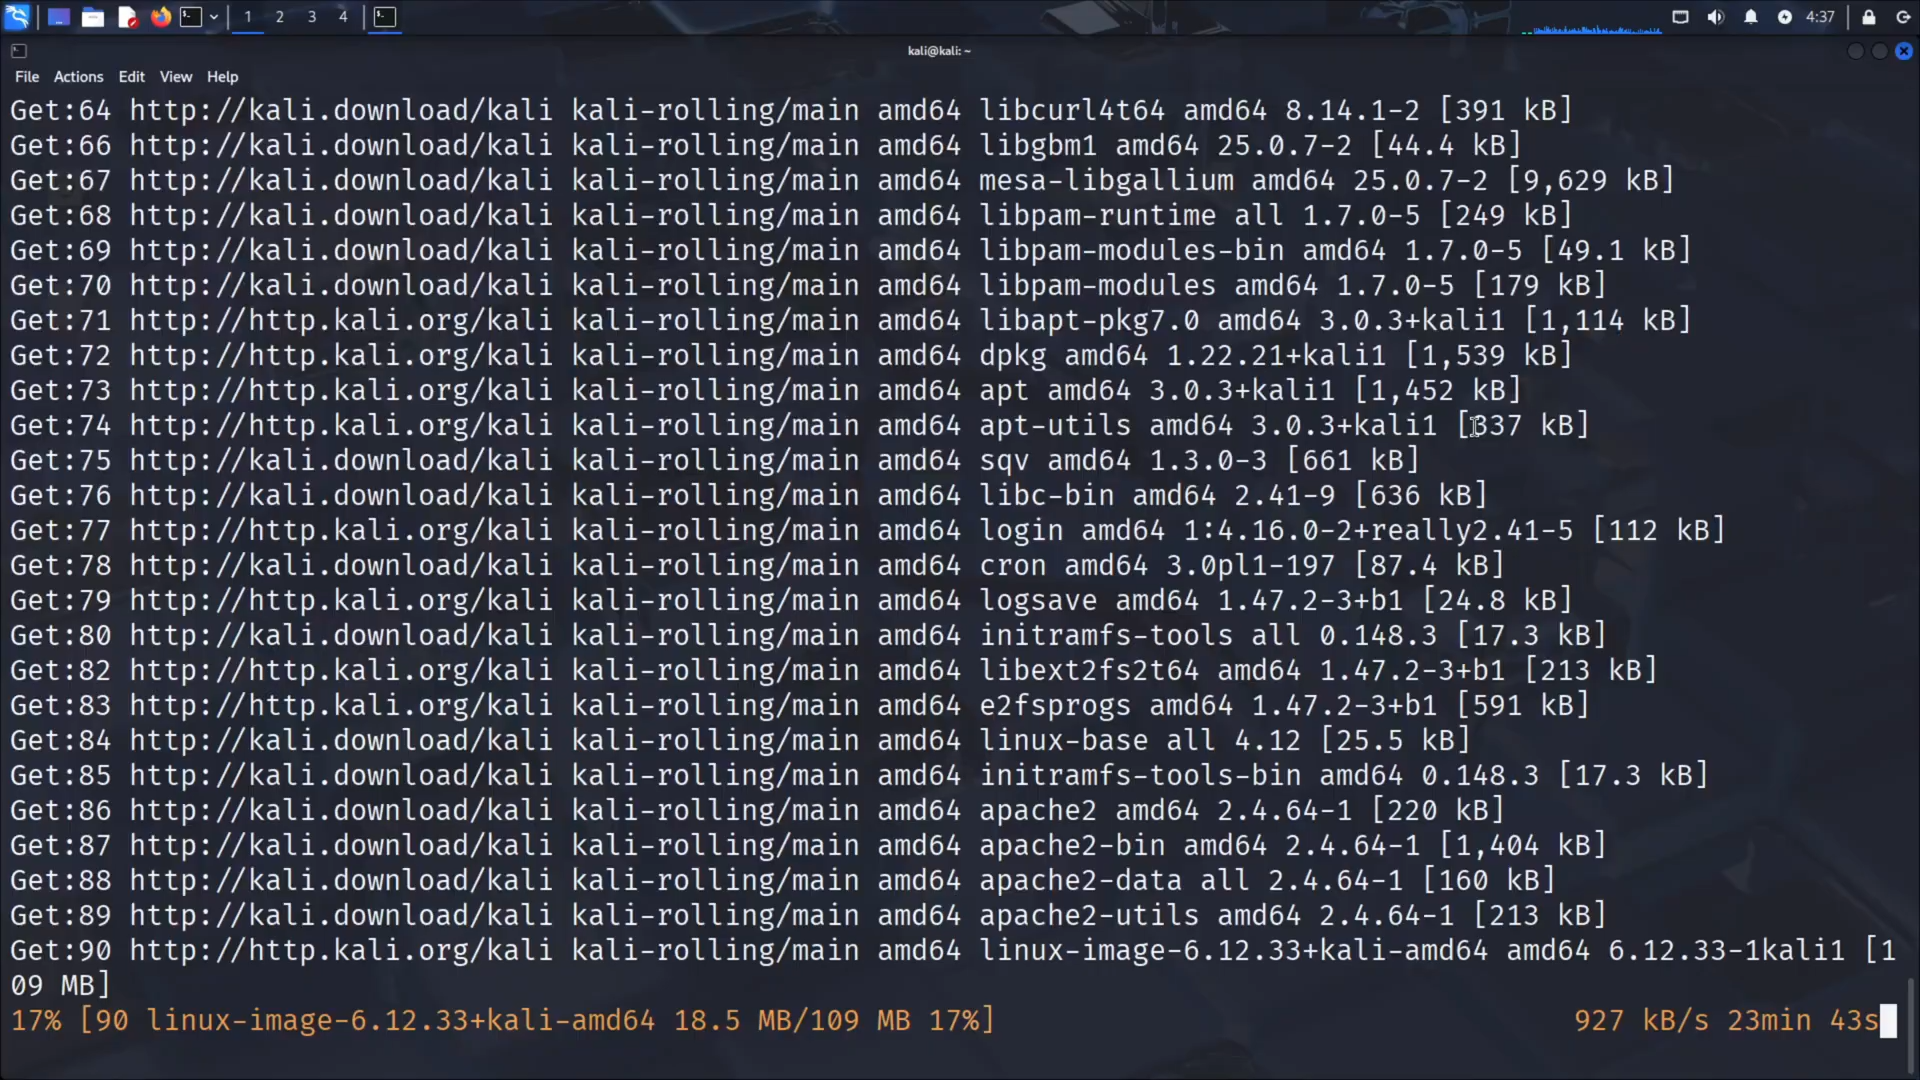 1 2 3 4
4:37
kali@kali: ~
File Actions Edit View Help
Get:64 http://kali.download/kali kali-rolling/main amd64 libcurl4t64 amd64 8.14.1-2 [391 kB]
Get:66 http://kali.download/kali kali-rolling/main amd64 libgbm1 amd64 25.0.7-2 [44.4 kB]
Get:67 http://kali.download/kali kali-rolling/main amd64 mesa-libgallium amd64 25.0.7-2 [9,629 kB]
Get:68 http://kali.download/kali kali-rolling/main amd64 libpam-runtime all 1.7.0-5 [249 kB]
Get:69 http://kali.download/kali kali-rolling/main amd64 libpam-modules-bin amd64 1.7.0-5 [49.1 kB]
Get:70 http://kali.download/kali kali-rolling/main amd64 libpam-modules amd64 1.7.0-5 [179 kB]
Get:71 http://http.kali.org/kali kali-rolling/main amd64 libapt-pkg7.0 amd64 3.0.3+kali1 [1,114 kB]
Get:72 http://http.kali.org/kali kali-rolling/main amd64 dpkg amd64 1.22.21+kali1 [1,539 kB]
Get:73 http://http.kali.org/kali kali-rolling/main amd64 apt amd64 3.0.3+kali1 [1,452 kB]
Get:74 http://http.kali.org/kali kali-rolling/main amd64 apt-utils amd64 3.0.3+kali1 [337 kB]
Get:75 http://kali.download/kali kali-rolling/main amd64 sqv amd64 1.3.0-3 [661 kB]
Get:76 http://kali.download/kali kali-rolling/main amd64 libc-bin amd64 2.41-9 [636 kB]
Get:77 http://http.kali.org/kali kali-rolling/main amd64 login amd64 1:4.16.0-2+really2.41-5 [112 kB]
Get:78 http://kali.download/kali kali-rolling/main amd64 cron amd64 3.0pl1-197 [87.4 kB]
Get:79 http://http.kali.org/kali kali-rolling/main amd64 logsave amd64 1.47.2-3+b1 [24.8 kB]
Get:80 http://kali.download/kali kali-rolling/main amd64 initramfs-tools all 0.148.3 [17.3 kB]
Get:82 http://http.kali.org/kali kali-rolling/main amd64 libext2fs2t64 amd64 1.47.2-3+b1 [213 kB]
Get:83 http://http.kali.org/kali kali-rolling/main amd64 e2fsprogs amd64 1.47.2-3+b1 [591 kB]
Get:84 http://kali.download/kali kali-rolling/main amd64 linux-base all 4.12 [25.5 kB]
Get:85 http://kali.download/kali kali-rolling/main amd64 initramfs-tools-bin amd64 0.148.3 [17.3 kB]
Get:86 http://kali.download/kali kali-rolling/main amd64 apache2 amd64 2.4.64-1 [220 kB]
Get:87 http://kali.download/kali kali-rolling/main amd64 apache2-bin amd64 2.4.64-1 [1,404 kB]
Get:88 http://kali.download/kali kali-rolling/main amd64 apache2-data all 2.4.64-1 [160 kB]
Get:89 http://kali.download/kali kali-rolling/main amd64 apache2-utils amd64 2.4.64-1 [213 kB]
Get:90 http://http.kali.org/kali kali-rolling/main amd64 linux-image-6.12.33+kali-amd64 amd64 6.12.33-1kali1 [1
09 MB]
17% [90 linux-image-6.12.33+kali-amd64 18.5 MB/109 MB 17%] 927 kB/s 23min 43s